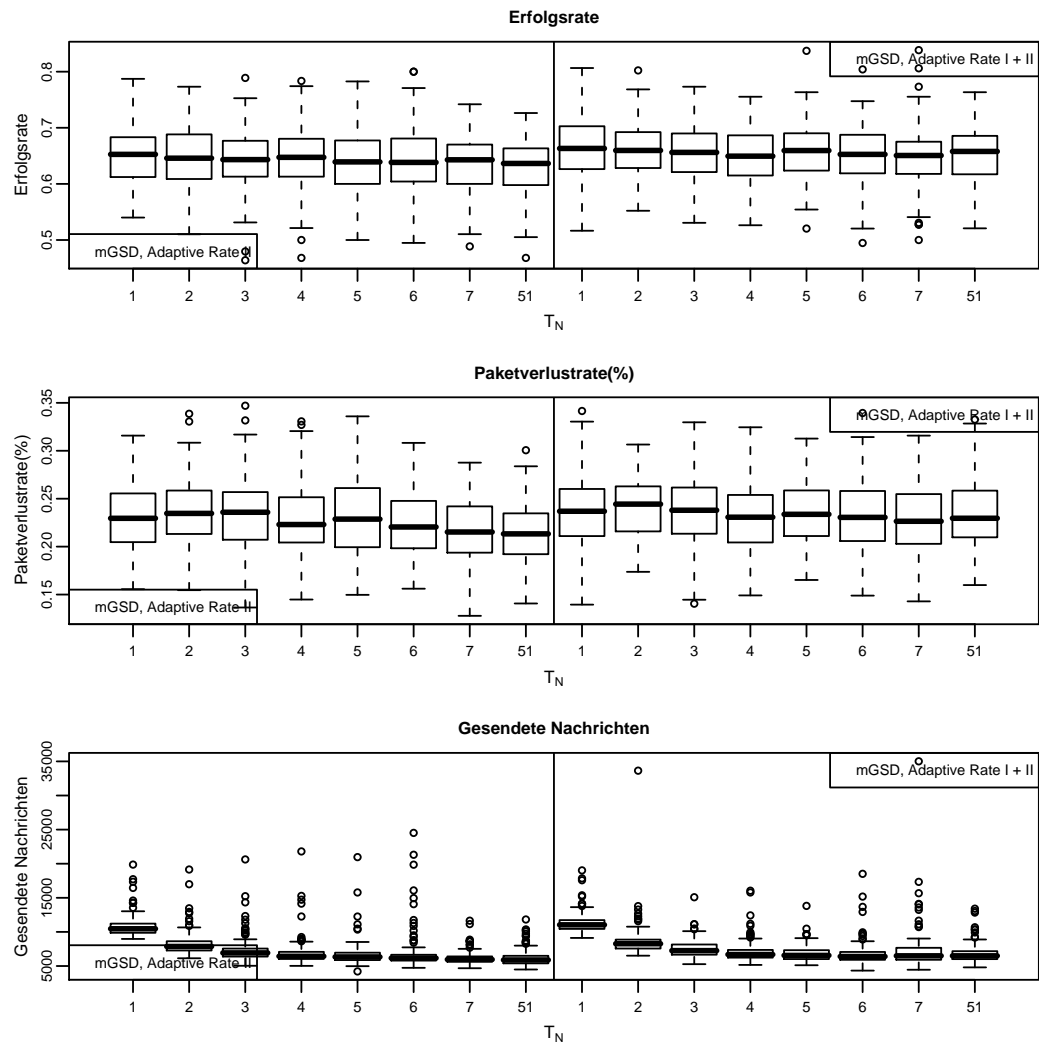 Erfolgsrate
mGSD, Adaptive Rate I + II
Erfolgsrate
0.5 0.6 0.7 0.8
mGSD, Adaptive Rate II
1 2 3 4 5 6 7 51 1 2 3 4 5 6 7 51
T_N
Paketverlustrate(%)
mGSD, Adaptive Rate I + II
Paketverlustrate(%)
0.15 0.20 0.25 0.30 0.35
mGSD, Adaptive Rate II
1 2 3 4 5 6 7 51 1 2 3 4 5 6 7 51
T_N
Gesendete Nachrichten
mGSD, Adaptive Rate I + II
Gesendete Nachrichten
5000 15000 25000 35000
mGSD, Adaptive Rate II
1 2 3 4 5 6 7 51 1 2 3 4 5 6 7 51
T_N